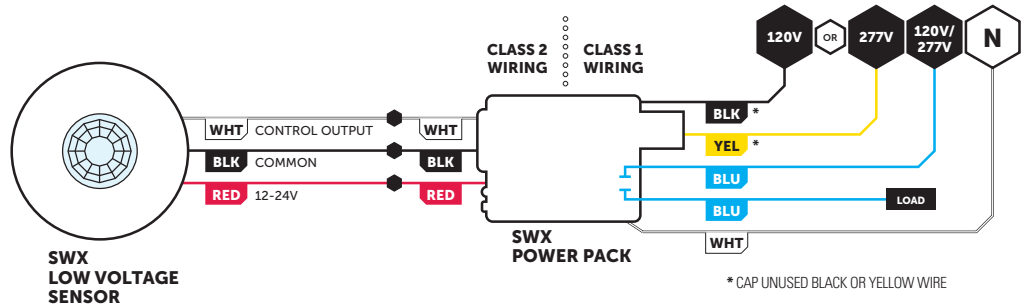 120V
OR
277V
120V/
277V
N
CLASS 2
WIRING
CLASS 1
WIRING
WHT CONTROL OUTPUT WHT
BLK COMMON BLK
RED 12-24V RED
BLK *
YEL *
BLU
BLU
LOAD
WHT
SWX
LOW VOLTAGE
SENSOR
SWX
POWER PACK
* CAP UNUSED BLACK OR YELLOW WIRE